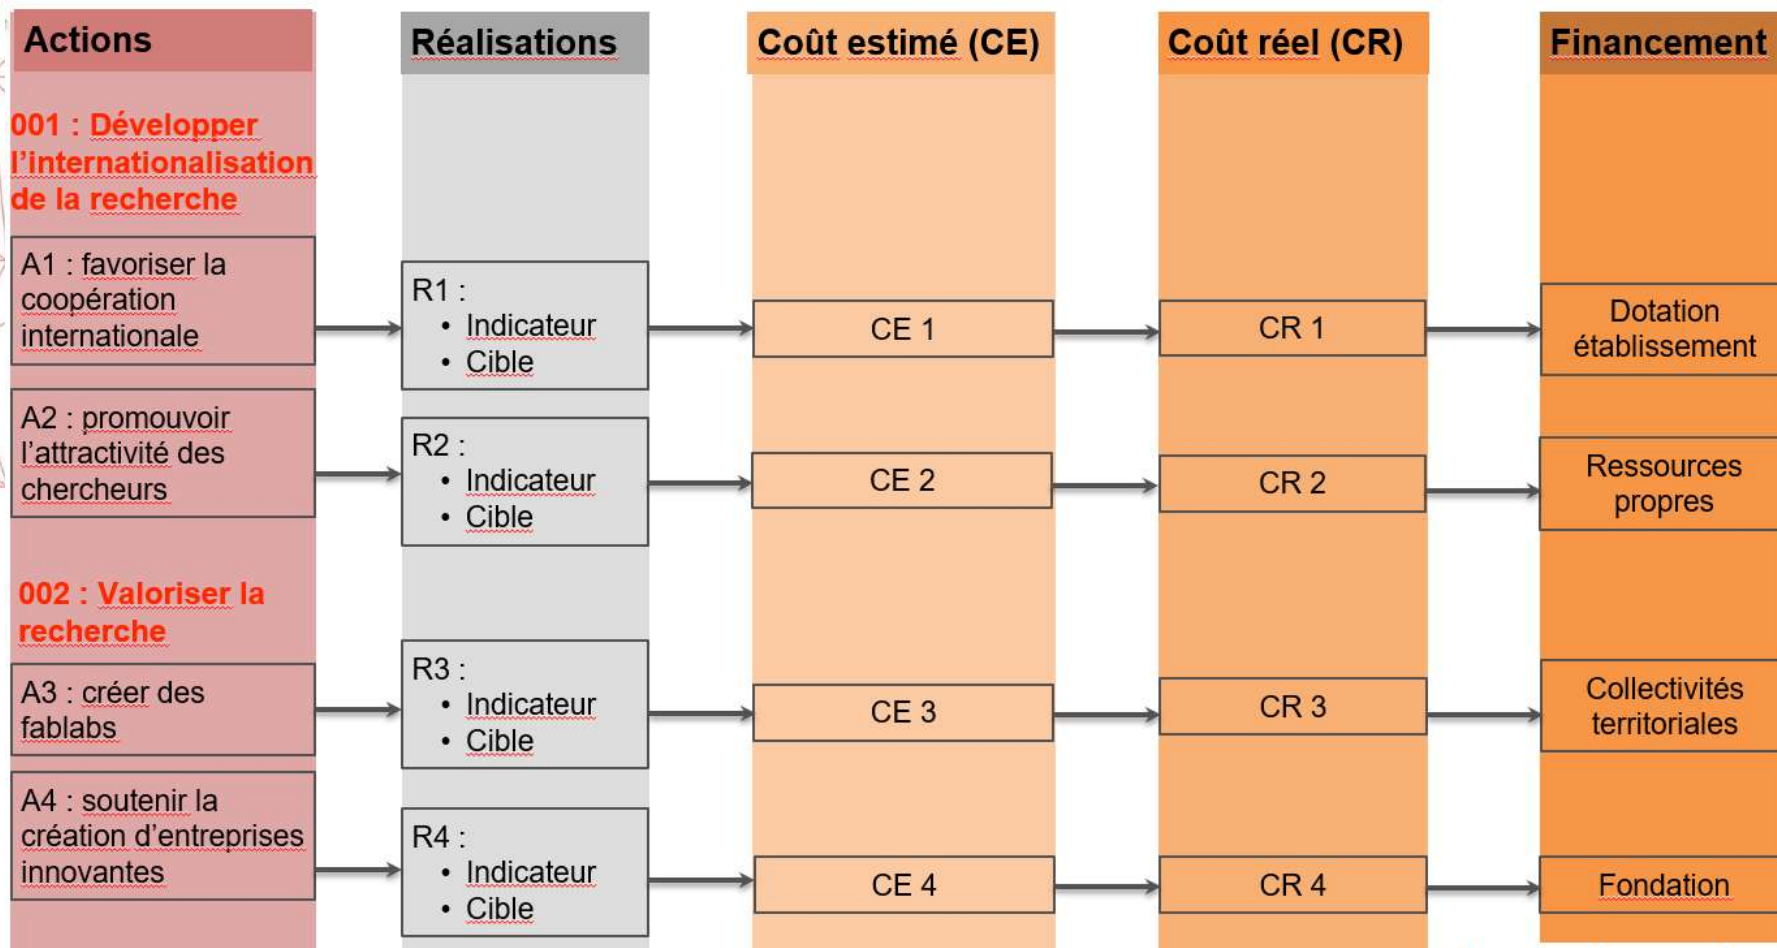 Actions
Réalisations
Coût estimé (CE)
Coût réel (CR)
Financement
001 : Développer
l'internationalisation
de la recherche
A1 : favoriser la
coopération
internationale
R1 :
• Indicateur
• Cible
CE 1
CR 1
Dotation
établissement
A2 : promouvoir
l'attractivité des
chercheurs
R2 :
• Indicateur
• Cible
CE 2
CR 2
Ressources
propres
002 : Valoriser la
recherche
A3 : créer des
fablabs
R3 :
• Indicateur
• Cible
CE 3
CR 3
Collectivités
territoriales
A4 : soutenir la
création d'entreprises
innovantes
R4 :
• Indicateur
• Cible
CE 4
CR 4
Fondation